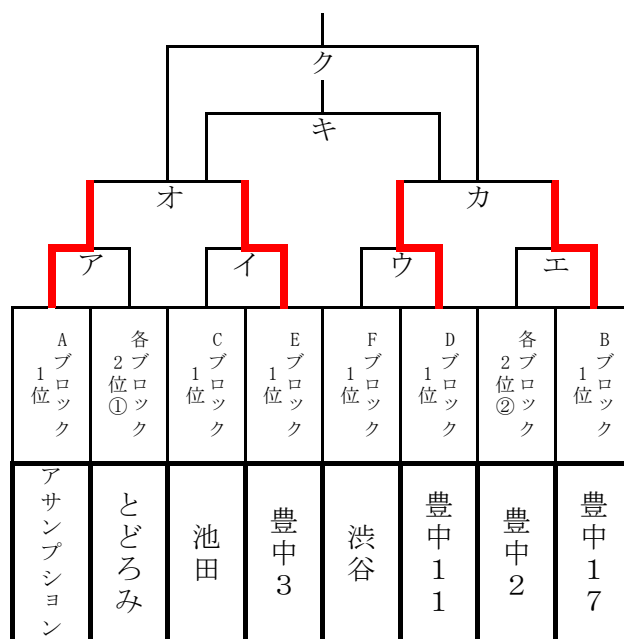 ク
キ
オ
カ
ア
イ
ウ
エ
Aブロック
1位
各ブロック
2位①
Cブロック
1位
Eブロック
1位
Fブロック
1位
Dブロック
1位
各ブロック
2位②
Bブロック
1位
アサンプション
とどろみ
池田
豊中3
渋谷
豊中11
豊中2
豊中17